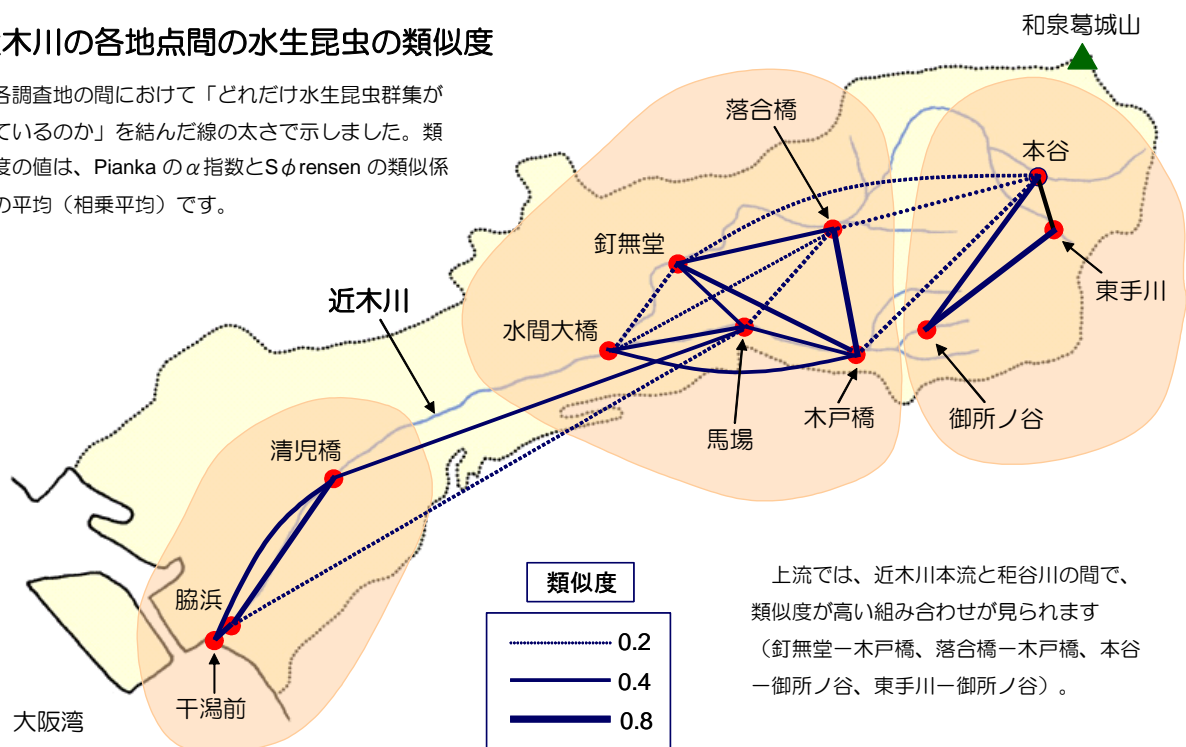 木川の各地点間の水生昆虫の類似度
各調査地の間において「どれだけ水生昆虫群集が
ているのか」を結んだ線の太さで示しました。類
度の値は、Pianka のα指数とSφrensen の類似係
の平均（相乗平均）です。
和泉葛城山
落合橋
本谷
釘無堂
東手川
近木川
水間大橋
馬場
木戸橋
御所ノ谷
清児橋
脇浜
干潟前
大阪湾
類似度
0.2
0.4
0.8
上流では、近木川本流と秬谷川の間で、
類似度が高い組み合わせが見られます
（釘無堂ー木戸橋、落合橋ー木戸橋、本谷
ー御所ノ谷、東手川ー御所ノ谷）。